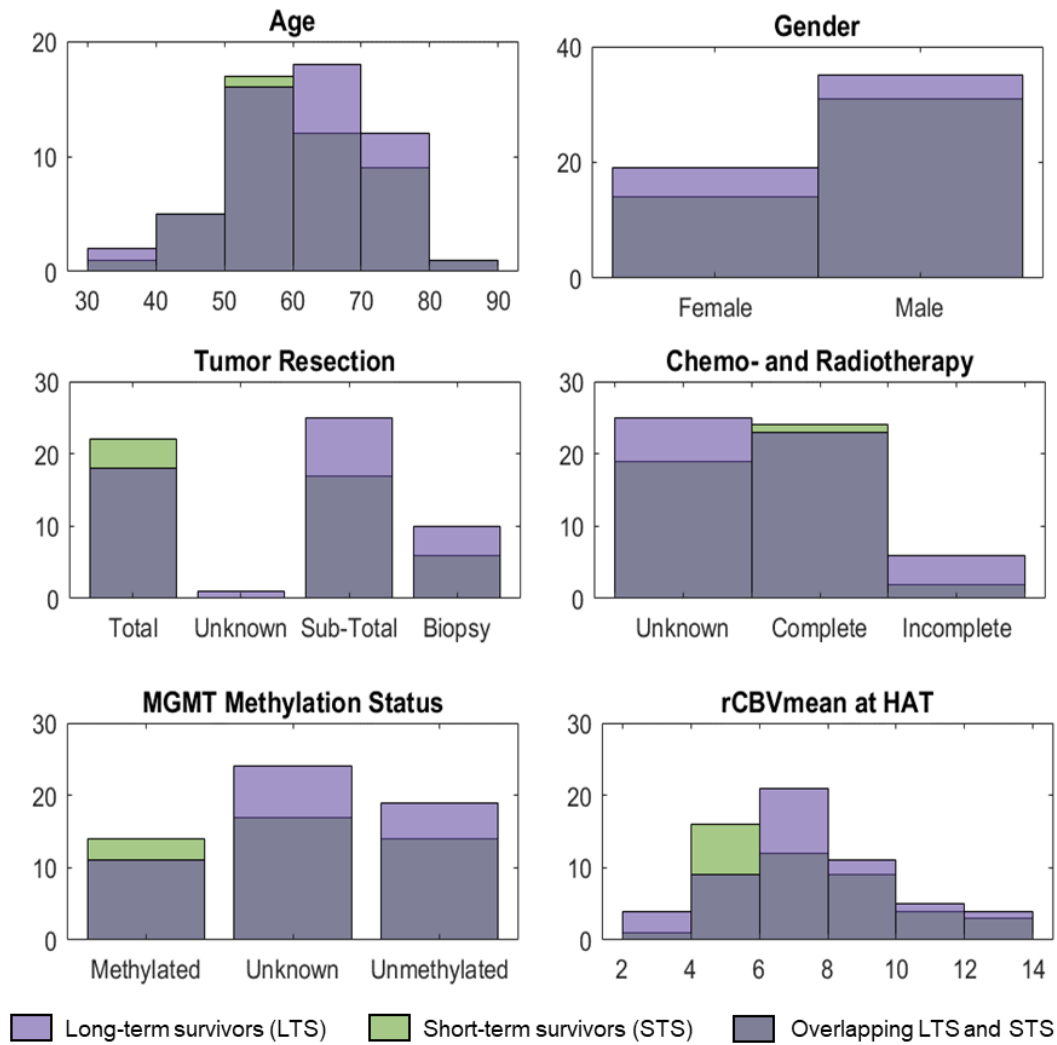 Age
20
10
0
30 40 50 60 70 80 90
Gender
40
20
0
Female Male
Tumor Resection
30
20
10
0
Total Unknown Sub-Total Biopsy
Chemo- and Radiotherapy
30
20
10
0
Unknown Complete Incomplete
MGMT Methylation Status
30
20
10
0
Methylated Unknown Unmethylated
rCBVmean at HAT
30
20
10
0
2 4 6 8 10 12 14
Long-term survivors (LTS) Short-term survivors (STS) Overlapping LTS and STS